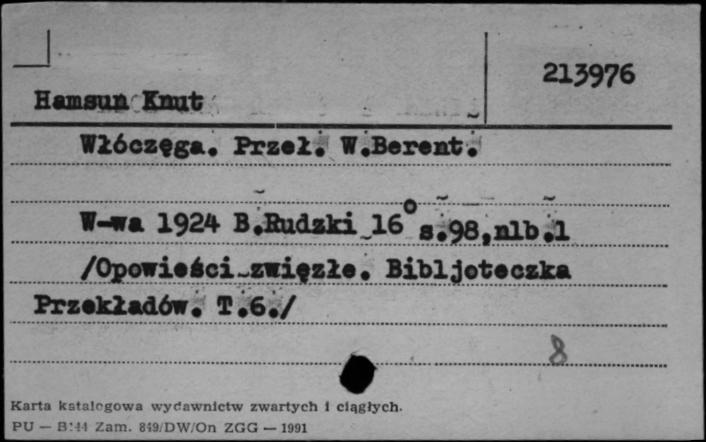 213976
Hamsun Knut
Włóczęga. Przeł. W.Berent.
W-wa 1924 B.Rudzki 16° s.98,nlb.1
/Opowieści zwięzłe. Bibljoteczka
Przekładów. T.6./
8
Karta katalogowa wydawnictw zwartych i ciągłych.
PU — B144 Zam. 849/DW/On ZGG — 1991